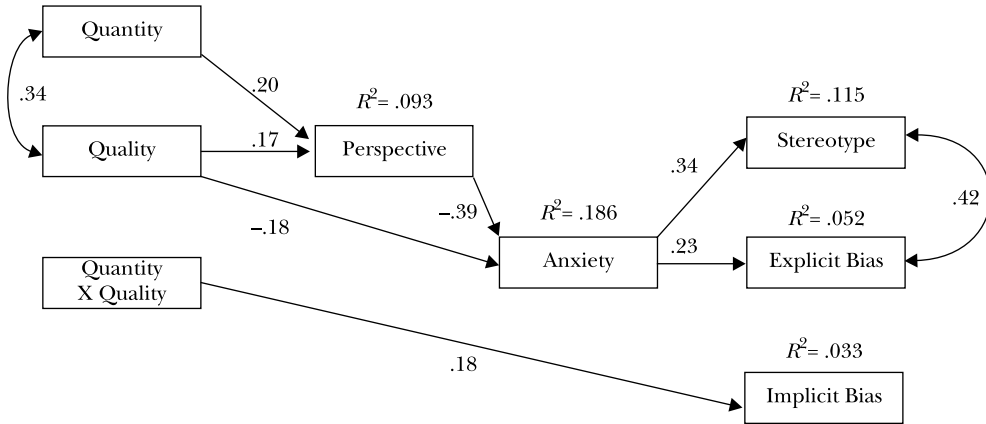 Quantity
.34
.20
R² = .093
R² = .115
Quality
.17
Perspective
Stereotype
.34
–.39
R² = .186
.42
–.18
R² = .052
Anxiety
.23
Explicit Bias
Quantity
X Quality
R² = .033
.18
Implicit Bias